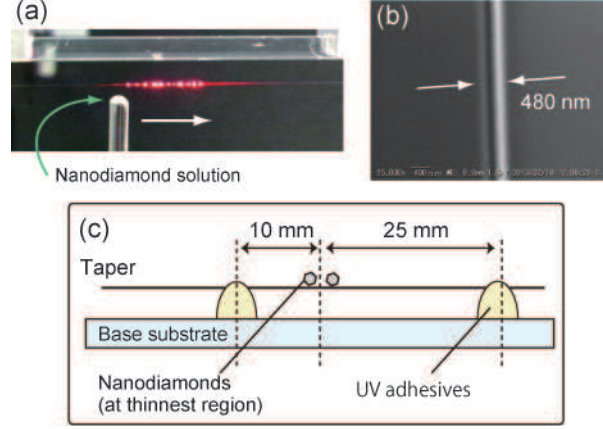 (a)
Nanodiamond solution
(b)
480 nm
(c)
10 mm
25 mm
Taper
Base substrate
Nanodiamonds
(at thinnest region)
UV adhesives